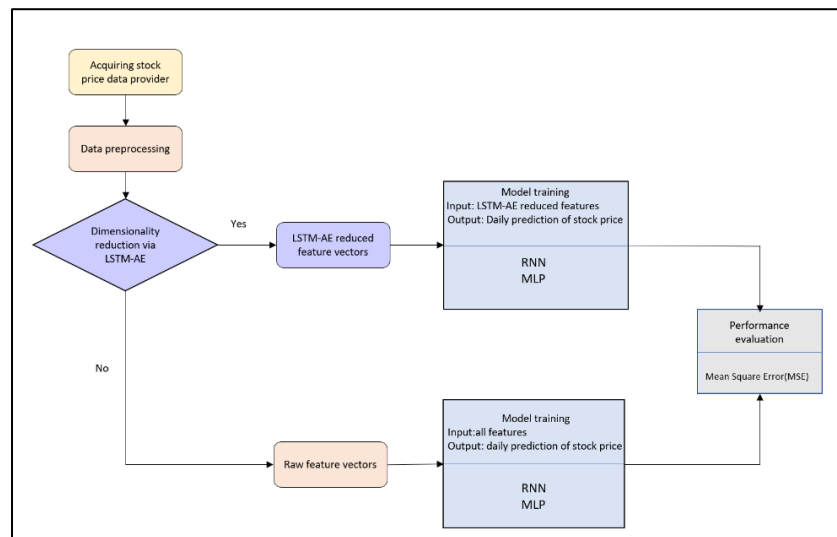 Acquiring stock
price data provider
Data preprocessing
Dimensionality
reduction via
LSTM-AE
Yes
LSTM-AE reduced
feature vectors
Model training
Input: LSTM-AE reduced features
Output: Daily prediction of stock price
RNN
MLP
Performance
evaluation
Mean Square Error(MSE)
No
Raw feature vectors
Model training
Input:all features
Output: daily prediction of stock price
RNN
MLP